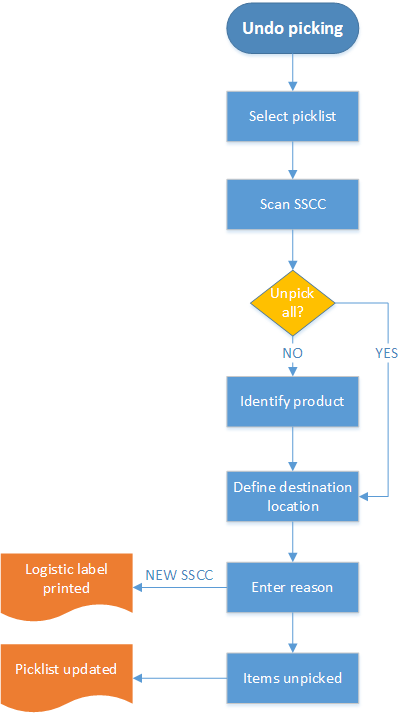 Undo picking
Select picklist
Scan SSCC
Unpick
all?
NO
YES
Identify product
Define destination
location
Logistic label
printed
NEW SSCC
Enter reason
Picklist updated
Items unpicked